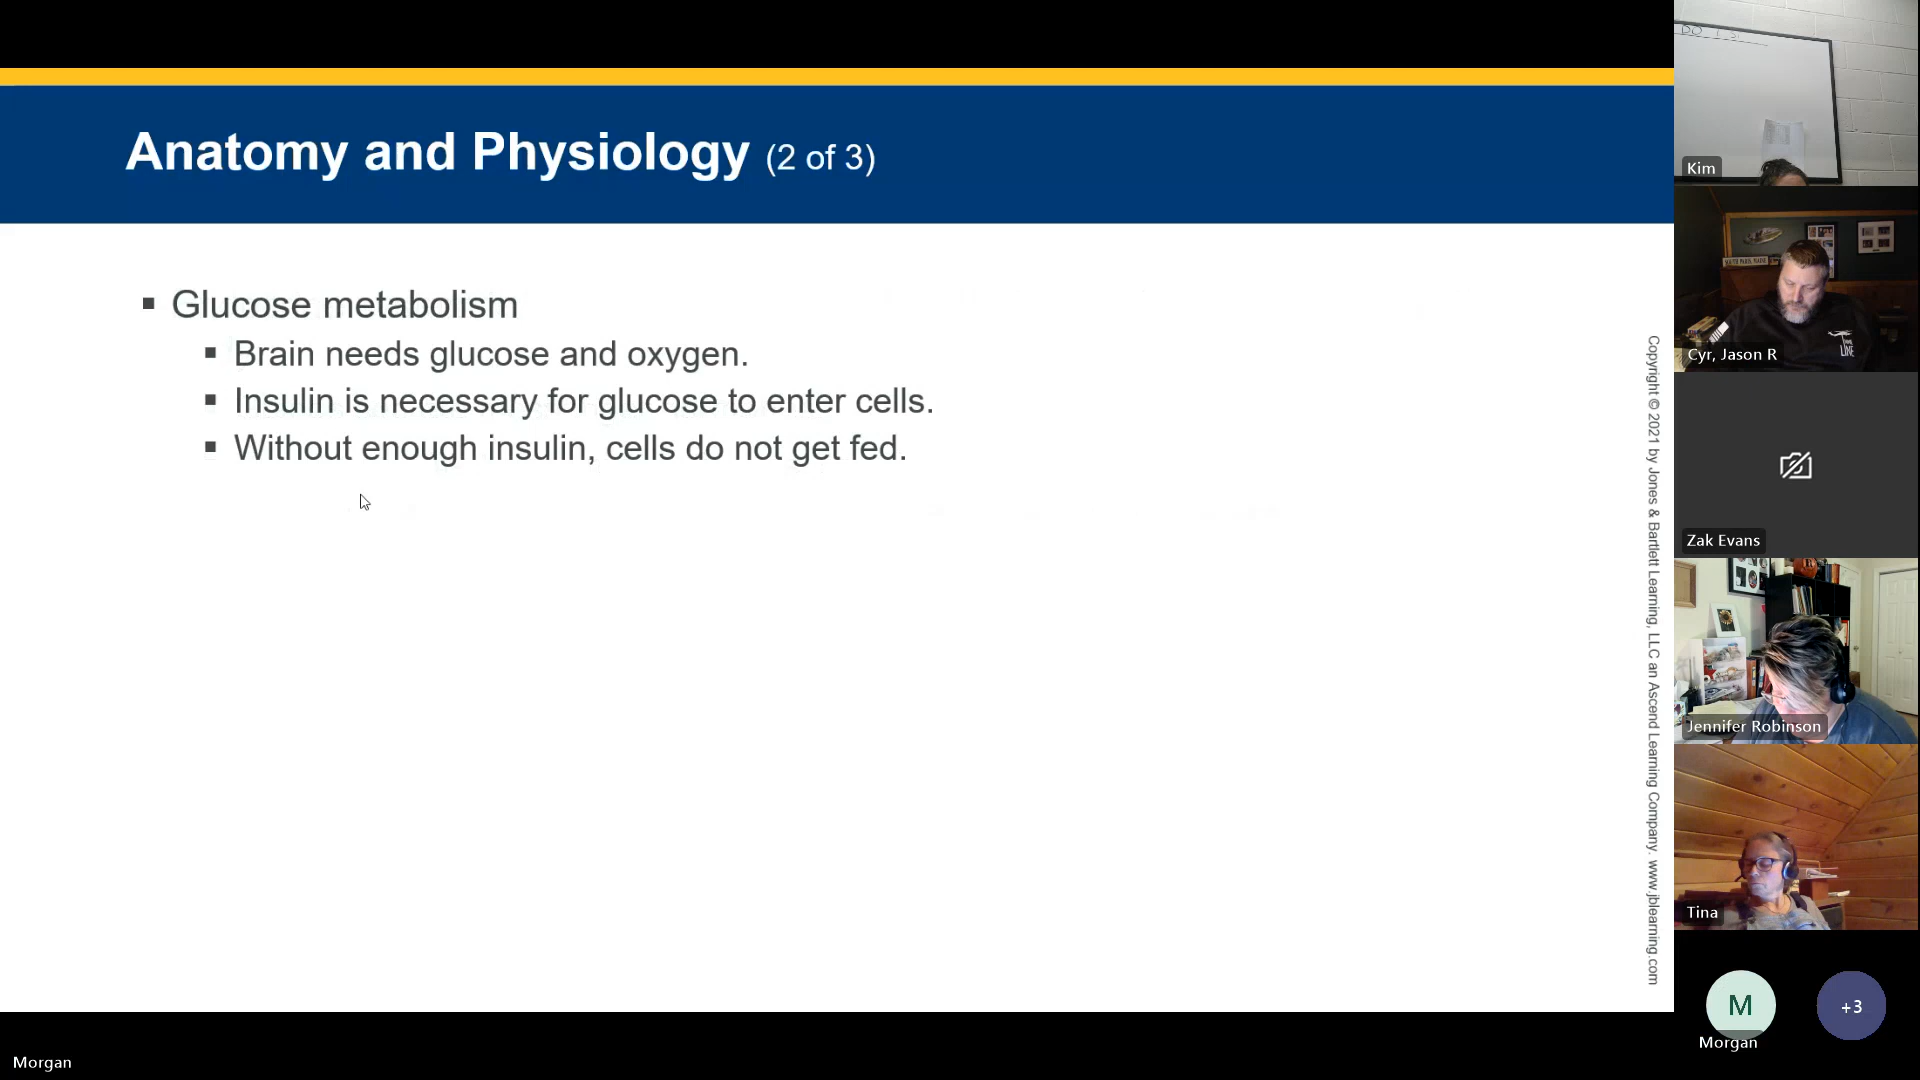 Anatomy and Physiology (2 of 3)
Glucose metabolism
Brain needs glucose and oxygen.
Insulin is necessary for glucose to enter cells.
Without enough insulin, cells do not get fed.
Copyright © 2021 by Jones & Bartlett Learning, LLC an Ascend Learning Company. www.jblearning.com
Kim
Cyr, Jason R
Zak Evans
Jennifer Robinson
Tina
M
+3
Morgan
Morgan